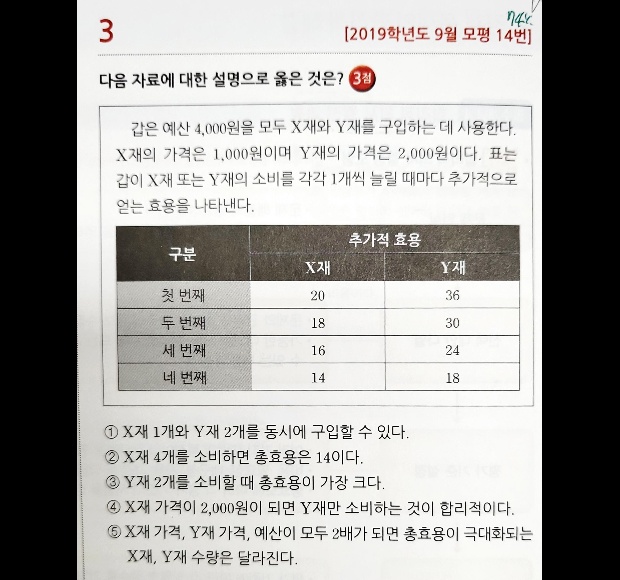 3
[2019학년도 9월 모평 14번]
다음 자료에 대한 설명으로 옳은 것은? 3점
갑은 예산 4,000원을 모두 X재와 Y재를 구입하는 데 사용한다.
X재의 가격은 1,000원이며 Y재의 가격은 2,000원이다. 표는
갑이 X재 또는 Y재의 소비를 각각 1개씩 늘릴 때마다 추가적으로
얻는 효용을 나타낸다.
구분 추가적 효용
X재 Y재
첫 번째 20 36
두 번째 18 30
세 번째 16 24
네 번째 14 18
① X재 1개와 Y재 2개를 동시에 구입할 수 있다.
② X재 4개를 소비하면 총효용은 14이다.
③ Y재 2개를 소비할 때 총효용이 가장 크다.
④ X재 가격이 2,000원이 되면 Y재만 소비하는 것이 합리적이다.
⑤ X재 가격, Y재 가격, 예산이 모두 2배가 되면 총효용이 극대화되는
X재, Y재 수량은 달라진다.